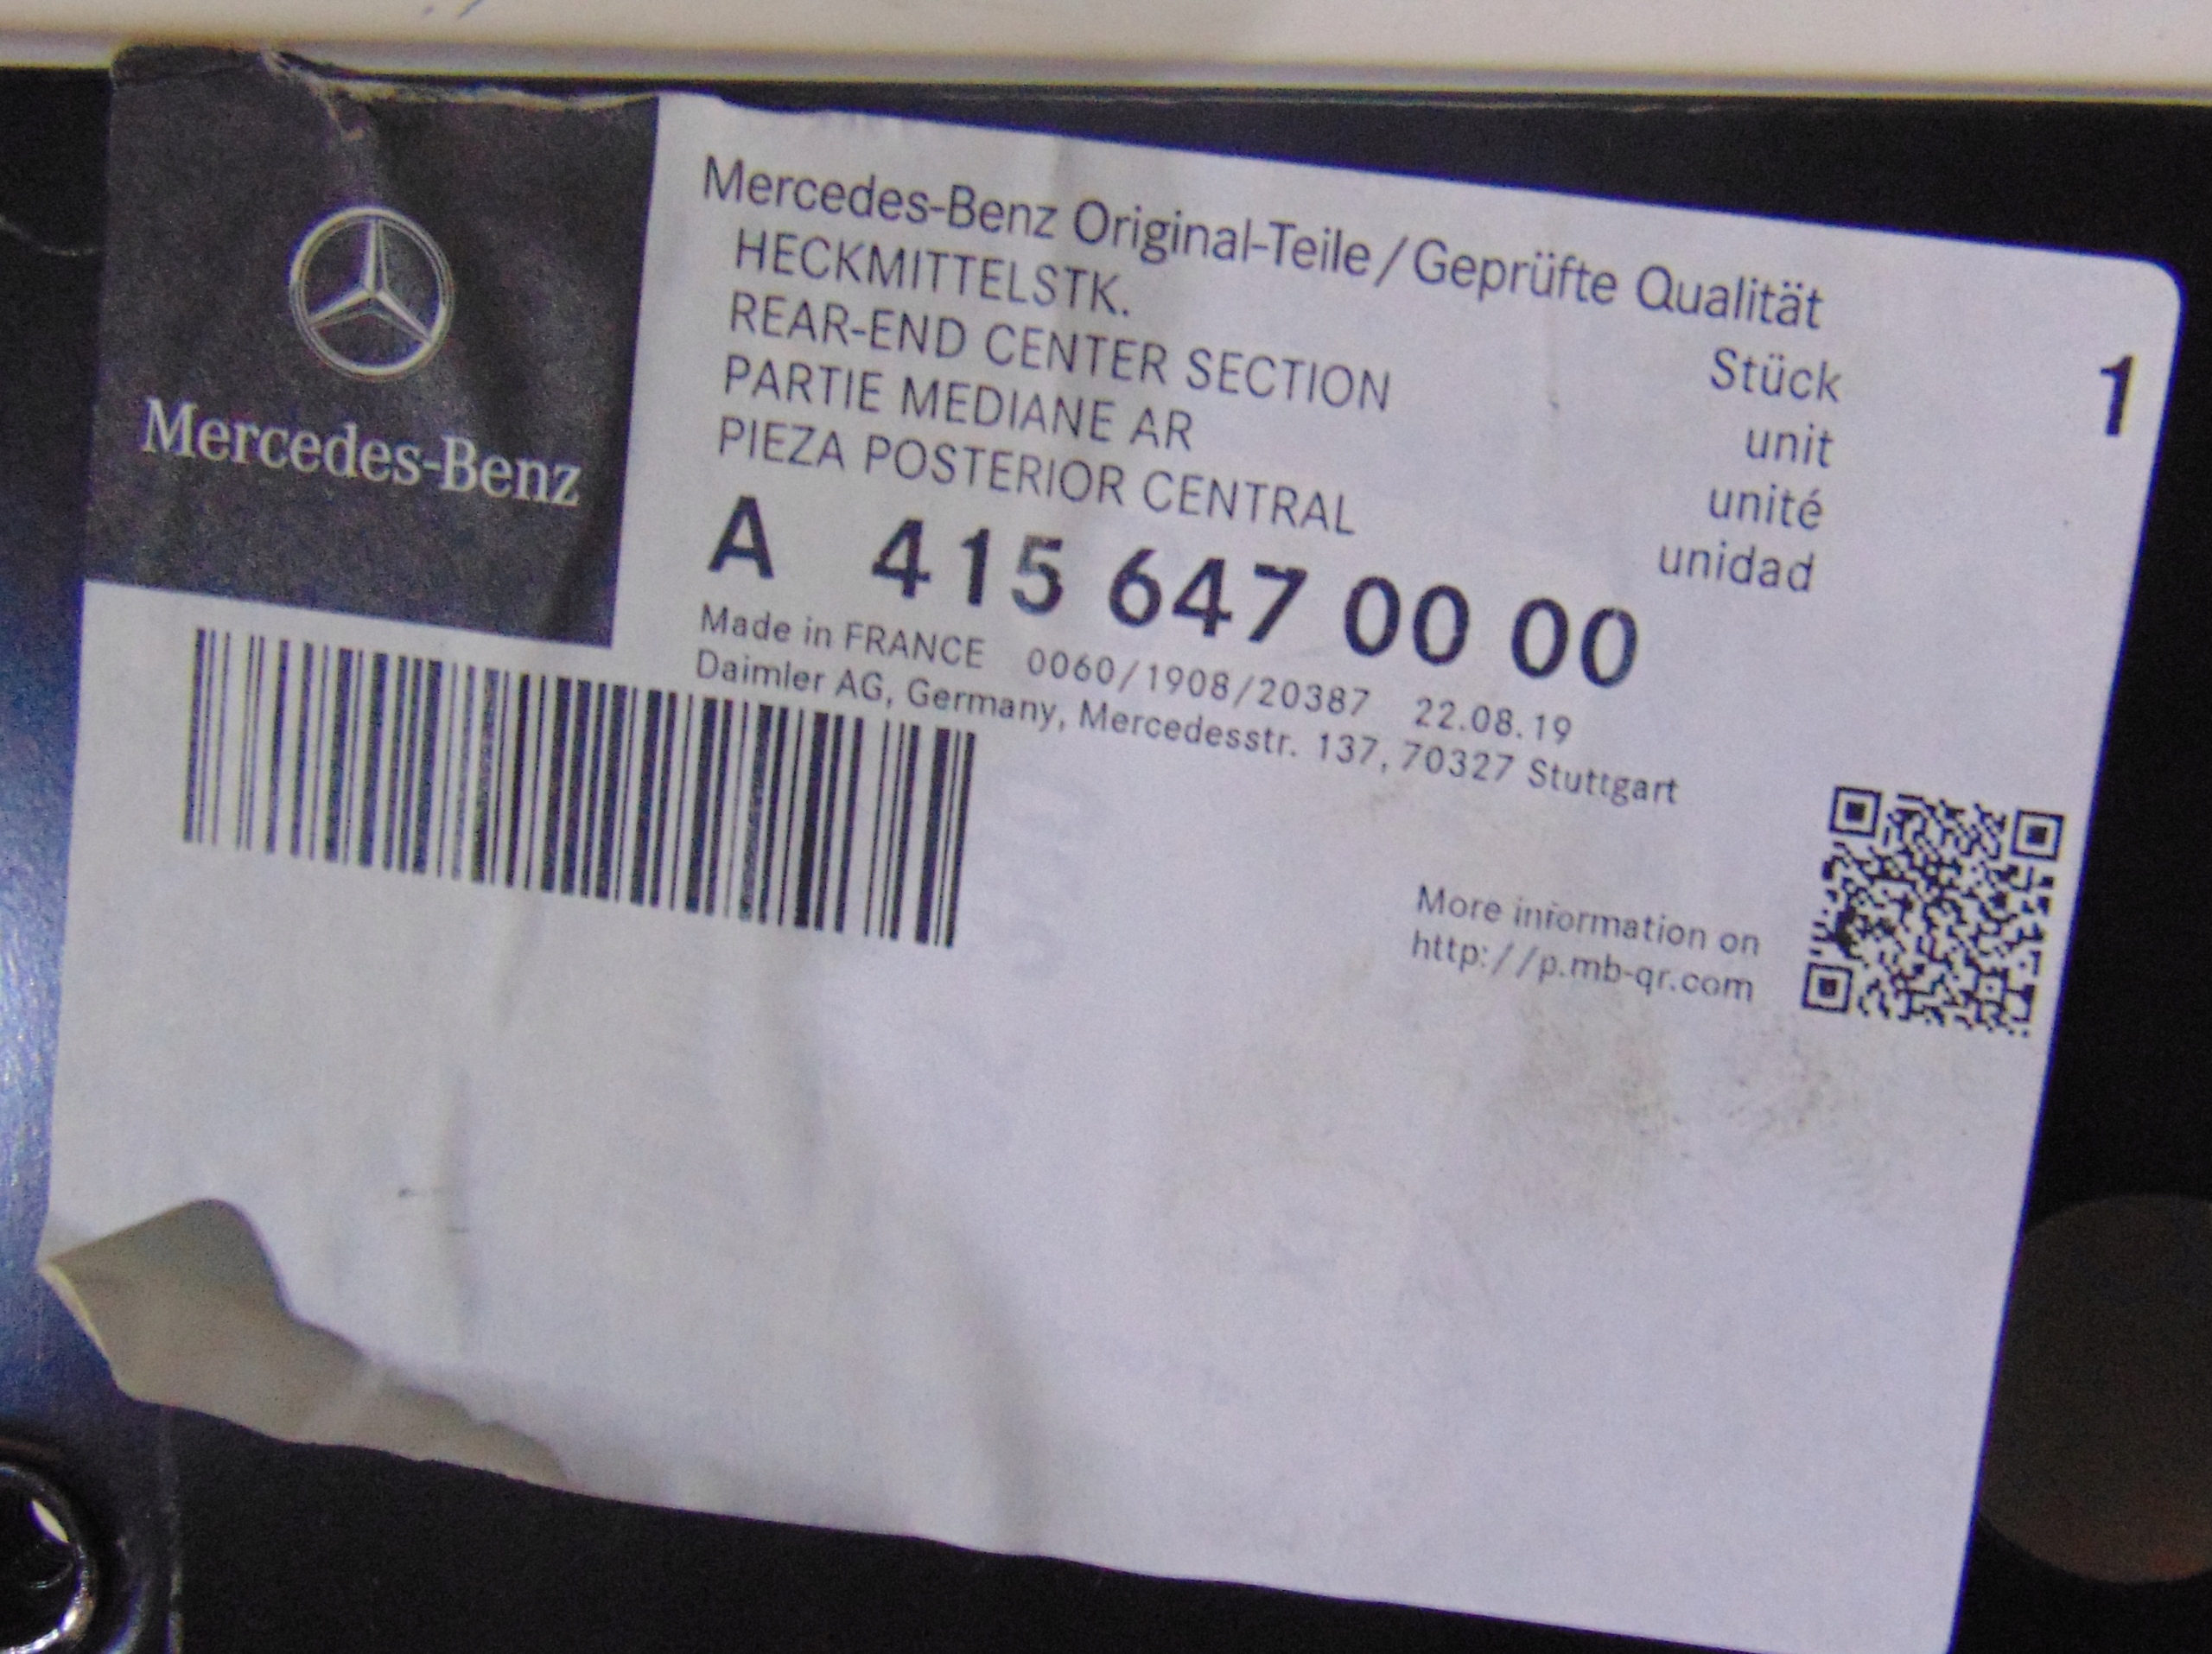 Mercedes-Benz
Mercedes-Benz Original-Teile/Geprüfte Qualität
HECKMITTELSTK.
REAR-END CENTER SECTION
PARTIE MEDIANE AR
PIEZA POSTERIOR CENTRAL
Stück 1
unit
unité
unidad
A 415 647 00 00
Made in FRANCE 0060/1908/20387 22.08.19
Daimler AG, Germany, Mercedesstr. 137, 70327 Stuttgart
More information on
http://p.mb-qr.com